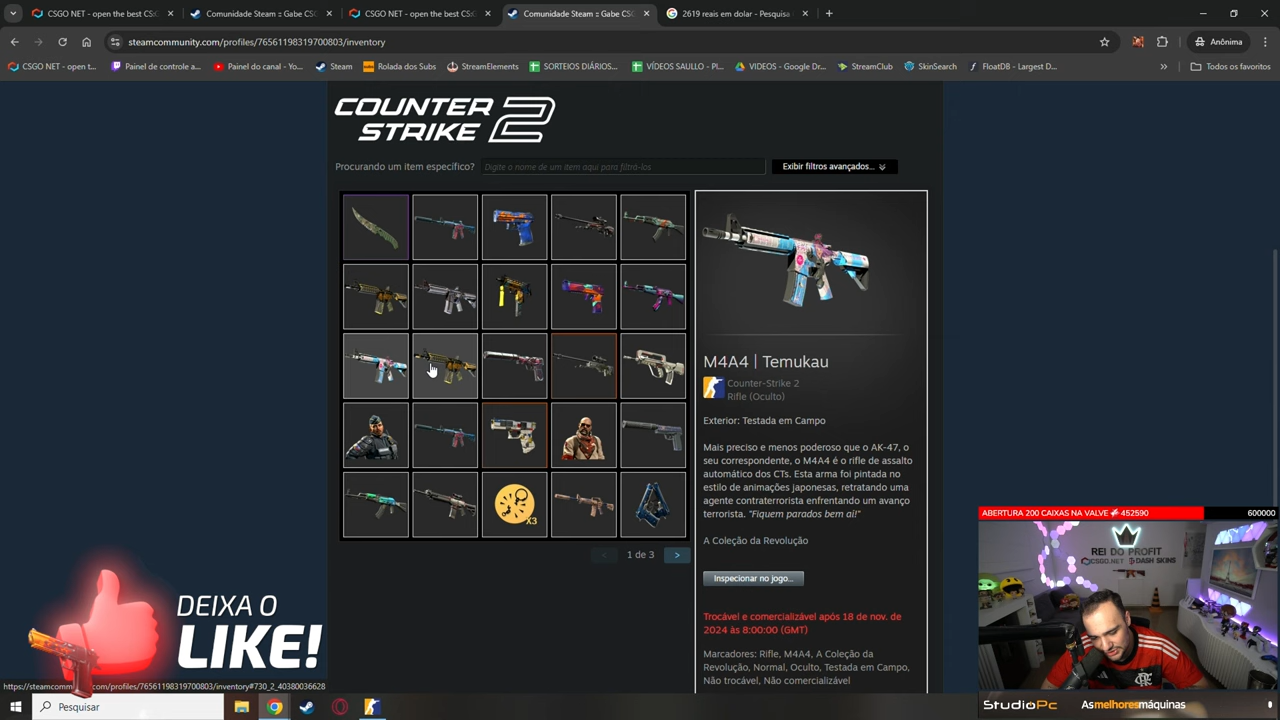 CSGO NET - open the best CSG
Comunidade Steam :: Gabe CSG
CSGO NET - open the best CsG
Comunidade Steam :: Gabe CSG
2619 reais em dolar - Pesquisa
steamcommunity.com/profiles/76561198319700803/inventory
Anônima
CSGO NET - open t...
Painel de controle a...
Painel do canal - Yo...
Steam
Rolada dos Subs
StreamElements
SORTEIOS DIÁRIOS...
VÍDEOS SAULLO - Pl...
VIDEOS - Google Dr...
StreamClub
SkinSearch
FloatDB - Largest D...
Todos os favoritos
COUNTER
STRIKE 2
Procurando um item específico?
Digite o nome de um item aqui para filtrá-los
Exibir filtros avançados...
M4A4 | Temukau
Counter-Strike 2
Rifle (Oculto)
Exterior: Testada em Campo
Mais preciso e menos poderoso que o AK-47, o
seu correspondente, o M4A4 é o rifle de assalto
automático dos CTs. Esta arma foi pintada no
estilo de animações japonesas, retratando uma
agente contraterrorista enfrentando um avanço
terrorista. "Fiquem parados bem aí!"
A Coleção da Revolução
Inspecionar no jogo...
Trocável e comercializável após 18 de nov. de
2024 às 8:00:00 (GMT)
Marcadores: Rifle, M4A4, A Coleção da
Revolução, Normal, Oculto, Testada em Campo,
Não trocável, Não comercializável
X3
< 1 de 3 >
ABERTURA 200 CAIXAS NA VALVE 452590 600000
REI DO PROFIT
CSGO.NET DASH SKINS
DEIXA O
LIKE!
https://steamcommunity.com/profiles/76561198319700803/inventory#730_2_40380036628
Pesquisar
StudioPc
Asmelhoresmáquinas